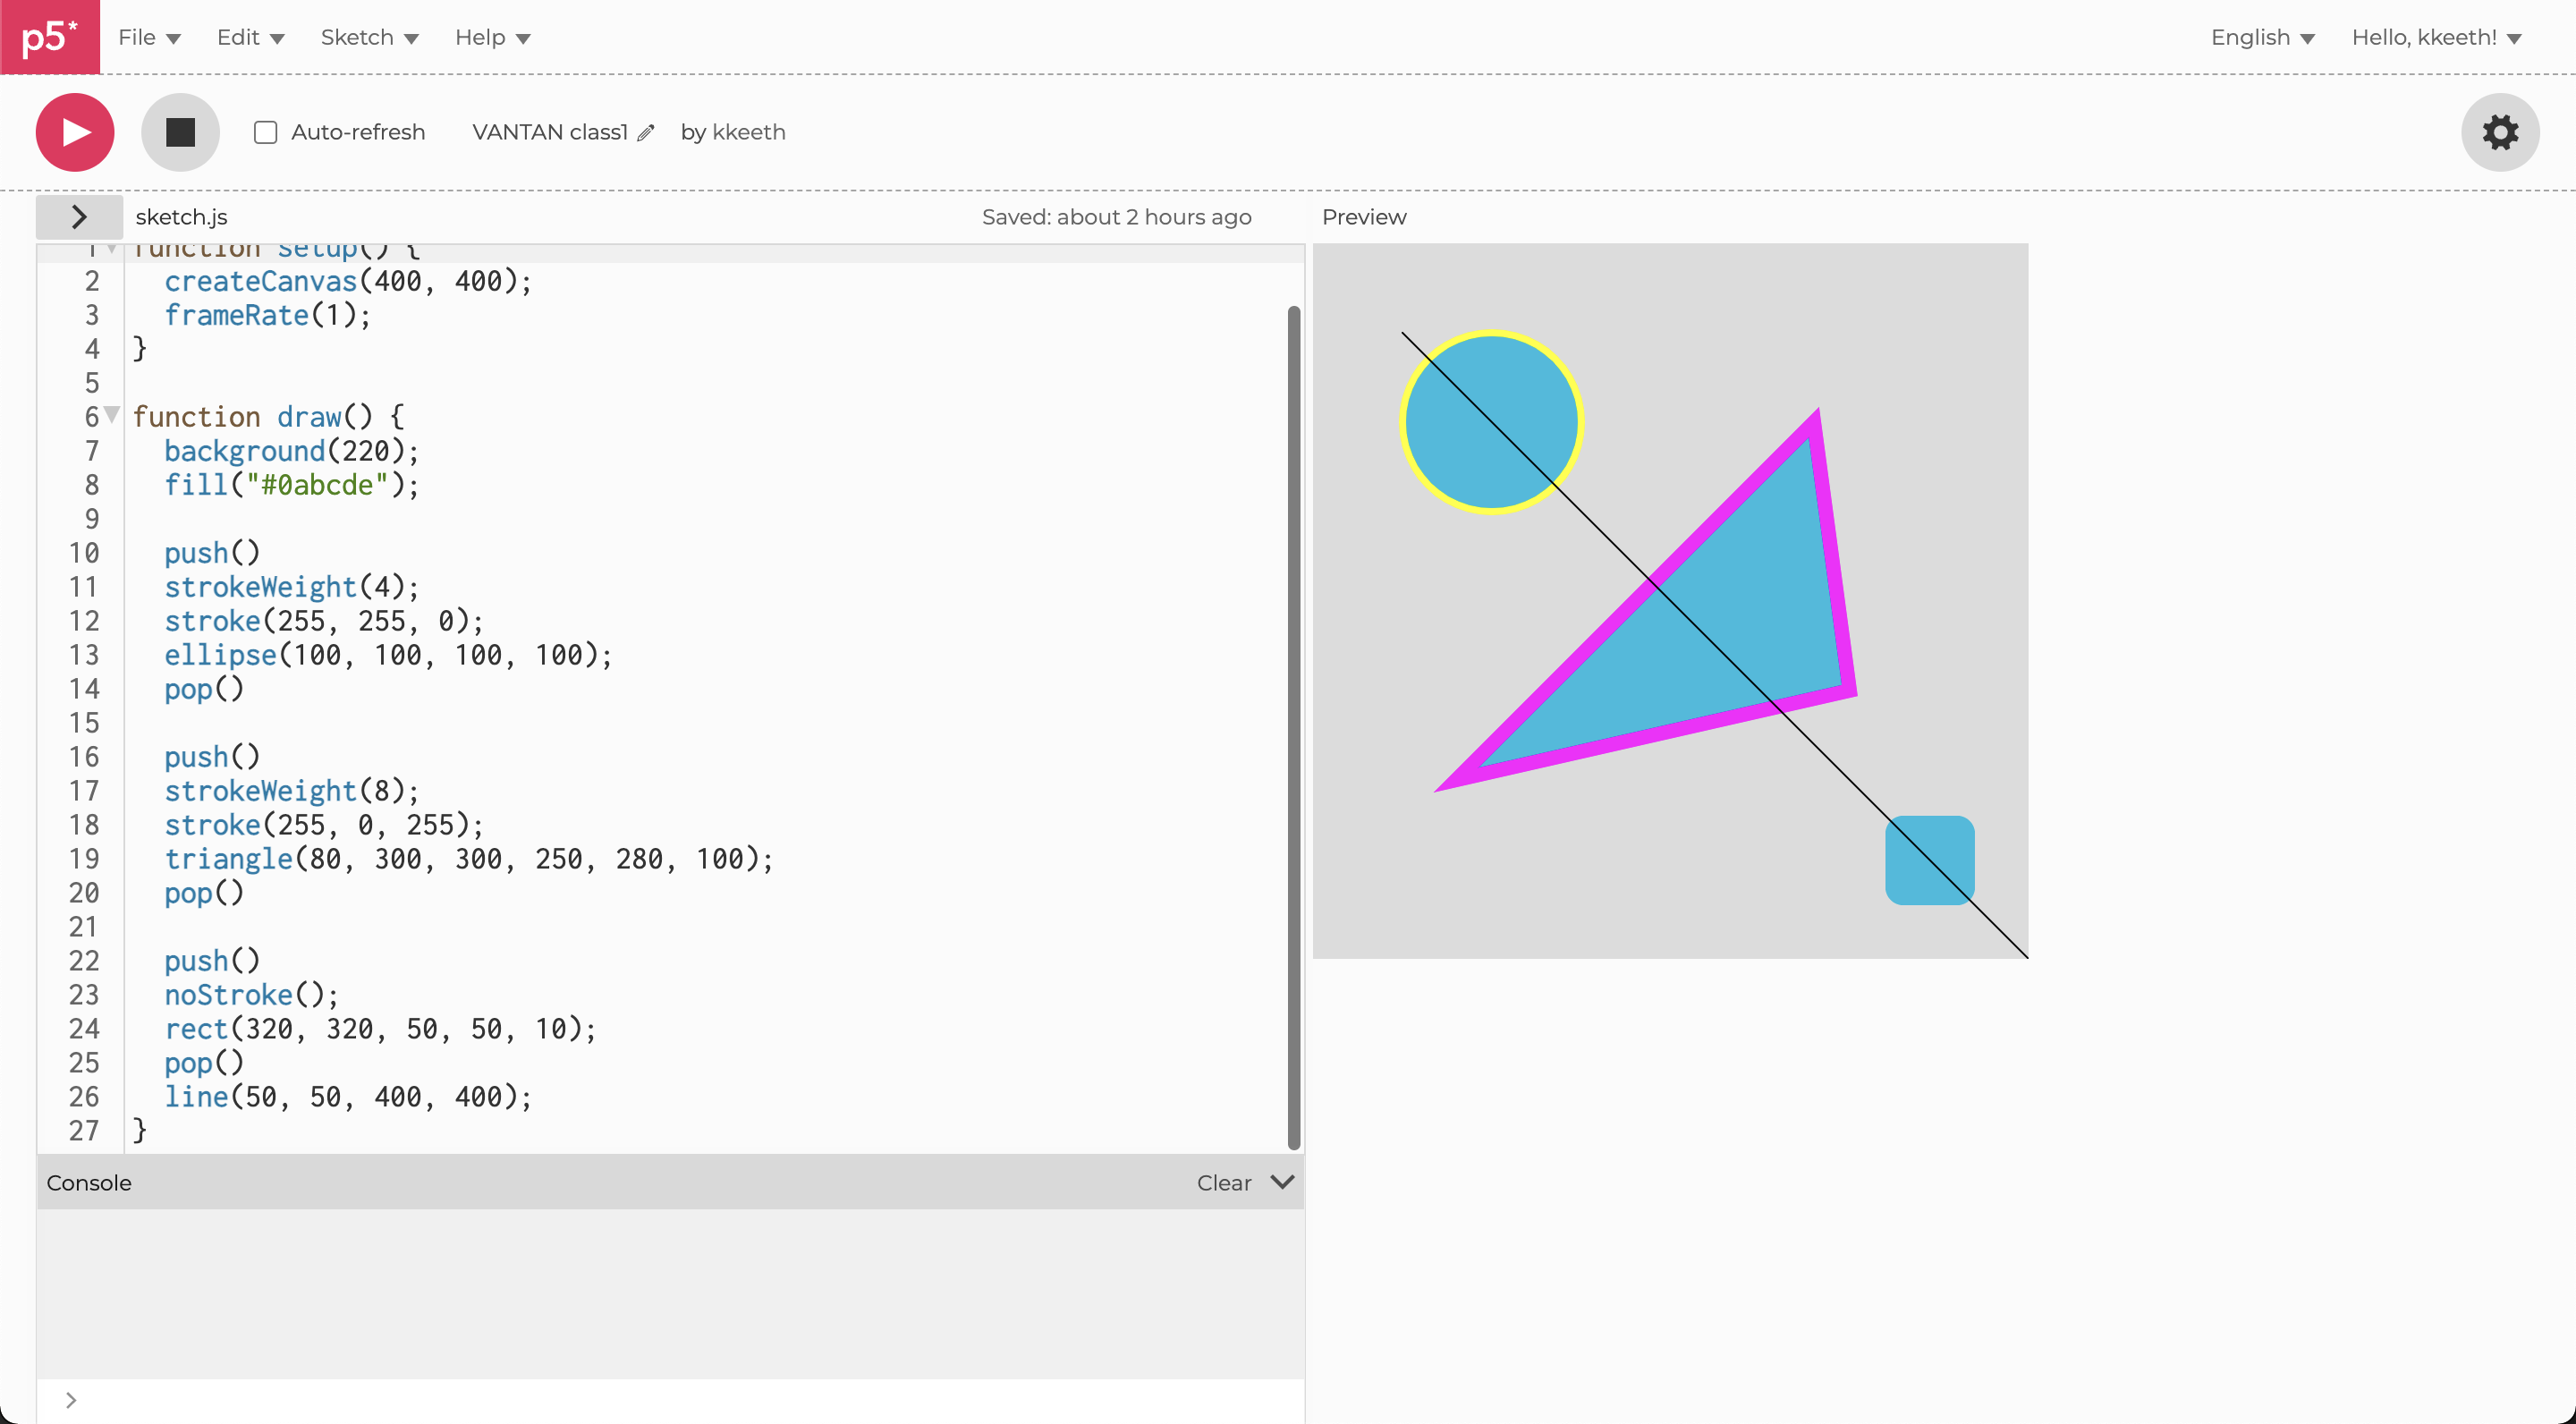 p5*
File Edit Sketch Help English Hello, kkeeth!
Auto-refresh VANTAN class1 by kkeeth
sketch.js Saved: about 2 hours ago Preview
1 function setup() {
2 createCanvas(400, 400);
3 frameRate(1);
4 }
5
6 function draw() {
7 background(220);
8 fill("#0abcde");
9
10 push()
11 strokeWeight(4);
12 stroke(255, 255, 0);
13 ellipse(100, 100, 100, 100);
14 pop()
15
16 push()
17 strokeWeight(8);
18 stroke(255, 0, 255);
19 triangle(80, 300, 300, 250, 280, 100);
20 pop()
21
22 push()
23 noStroke();
24 rect(320, 320, 50, 50, 10);
25 pop()
26 line(50, 50, 400, 400);
27 }
Console Clear
>